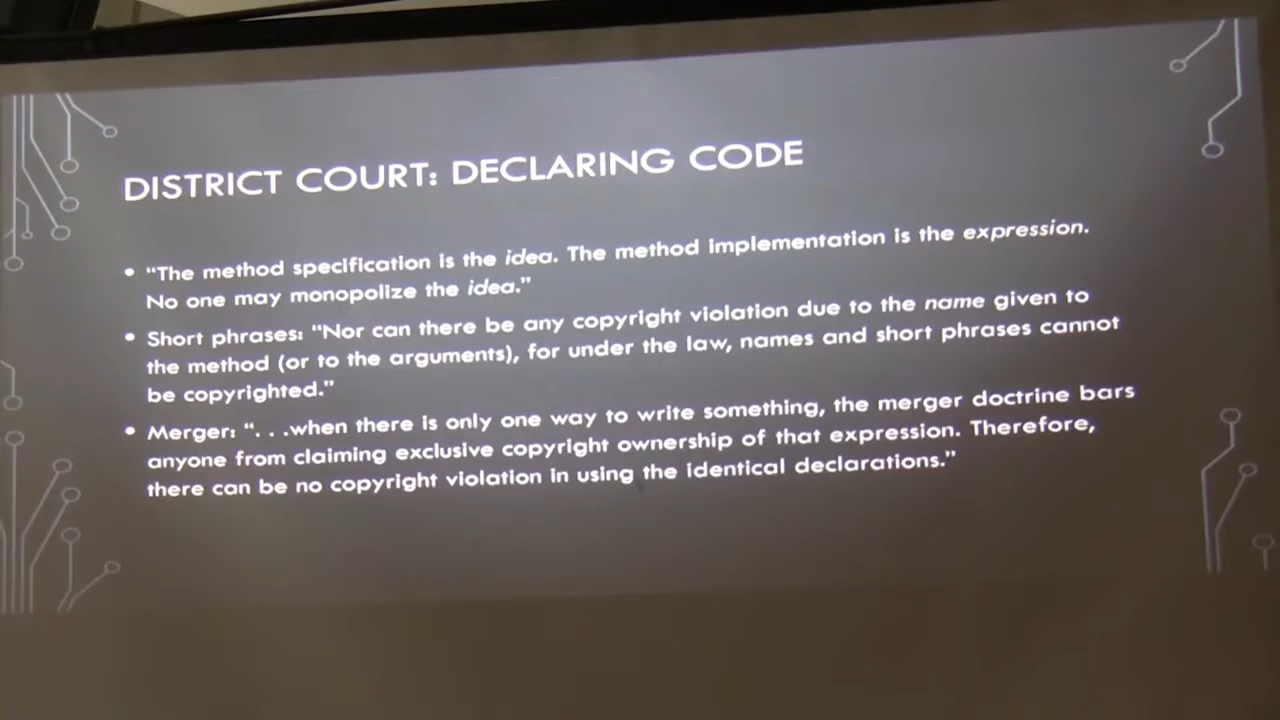 DISTRICT COURT: DECLARING CODE
• “The method specification is the idea. The method implementation is the expression.
No one may monopolize the idea.”
• Short phrases: “Nor can there be any copyright violation due to the name given to
the method (or to the arguments), for under the law, names and short phrases cannot
be copyrighted.”
• Merger: “. . .when there is only one way to write something, the merger doctrine bars
anyone from claiming exclusive copyright ownership of that expression. Therefore,
there can be no copyright violation in using the identical declarations.”